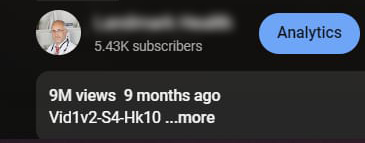 Analytics
5.43K subscribers
9M views 9 months ago
Vid1v2-S4-Hk10 ...more